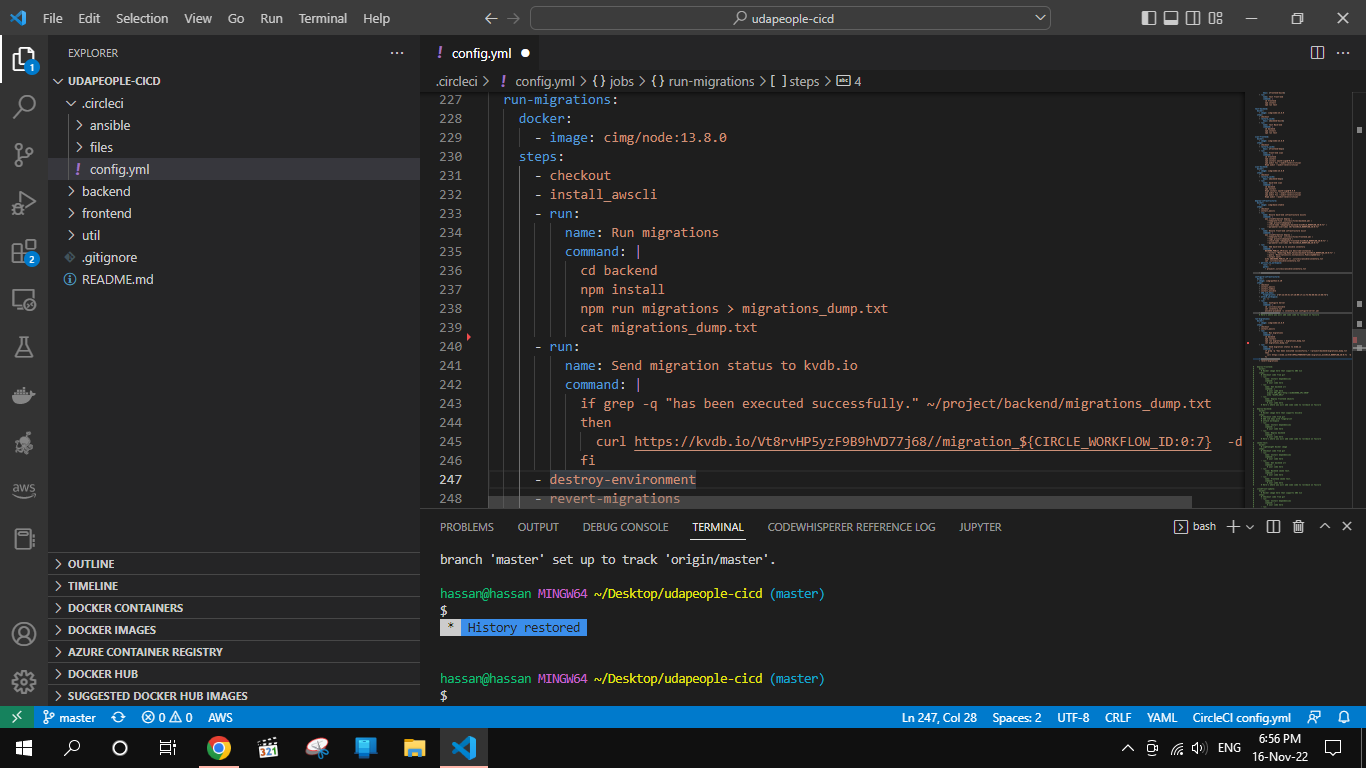 File Edit Selection View Go Run Terminal Help
udapeople-cicd
EXPLORER
UDAPEOPLE-CICD
.circleci
ansible
files
! config.yml
backend
frontend
util
.gitignore
README.md
OUTLINE
TIMELINE
DOCKER CONTAINERS
DOCKER IMAGES
AZURE CONTAINER REGISTRY
DOCKER HUB
SUGGESTED DOCKER HUB IMAGES
1
2
aws
! config.yml
.circleci > ! config.yml > {} jobs > {} run-migrations > [ ] steps > abc 4
227 run-migrations:
228 docker:
229 - image: cimg/node:13.8.0
230 steps:
231 - checkout
232 - install_awscli
233 - run:
234 name: Run migrations
235 command: |
236 cd backend
237 npm install
238 npm run migrations > migrations_dump.txt
239 cat migrations_dump.txt
240 - run:
241 name: Send migration status to kvdb.io
242 command: |
243 if grep -q "has been executed successfully." ~/project/backend/migrations_dump.txt
244 then
245 curl https://kvdb.io/Vt8rvHP5yzF9B9hVD77j68//migration_${CIRCLE_WORKFLOW_ID:0:7} -d
246 fi
247 - destroy-environment
248 - revert-migrations
PROBLEMS OUTPUT DEBUG CONSOLE TERMINAL CODEWHISPERER REFERENCE LOG JUPYTER
bash
branch 'master' set up to track 'origin/master'.
hassan@hassan MINGW64 ~/Desktop/udapeople-cicd (master)
$
* History restored
hassan@hassan MINGW64 ~/Desktop/udapeople-cicd (master)
$
master 0 0 AWS Ln 247, Col 28 Spaces: 2 UTF-8 CRLF YAML CircleCI config.yml
321
ENG
6:56 PM
16-Nov-22